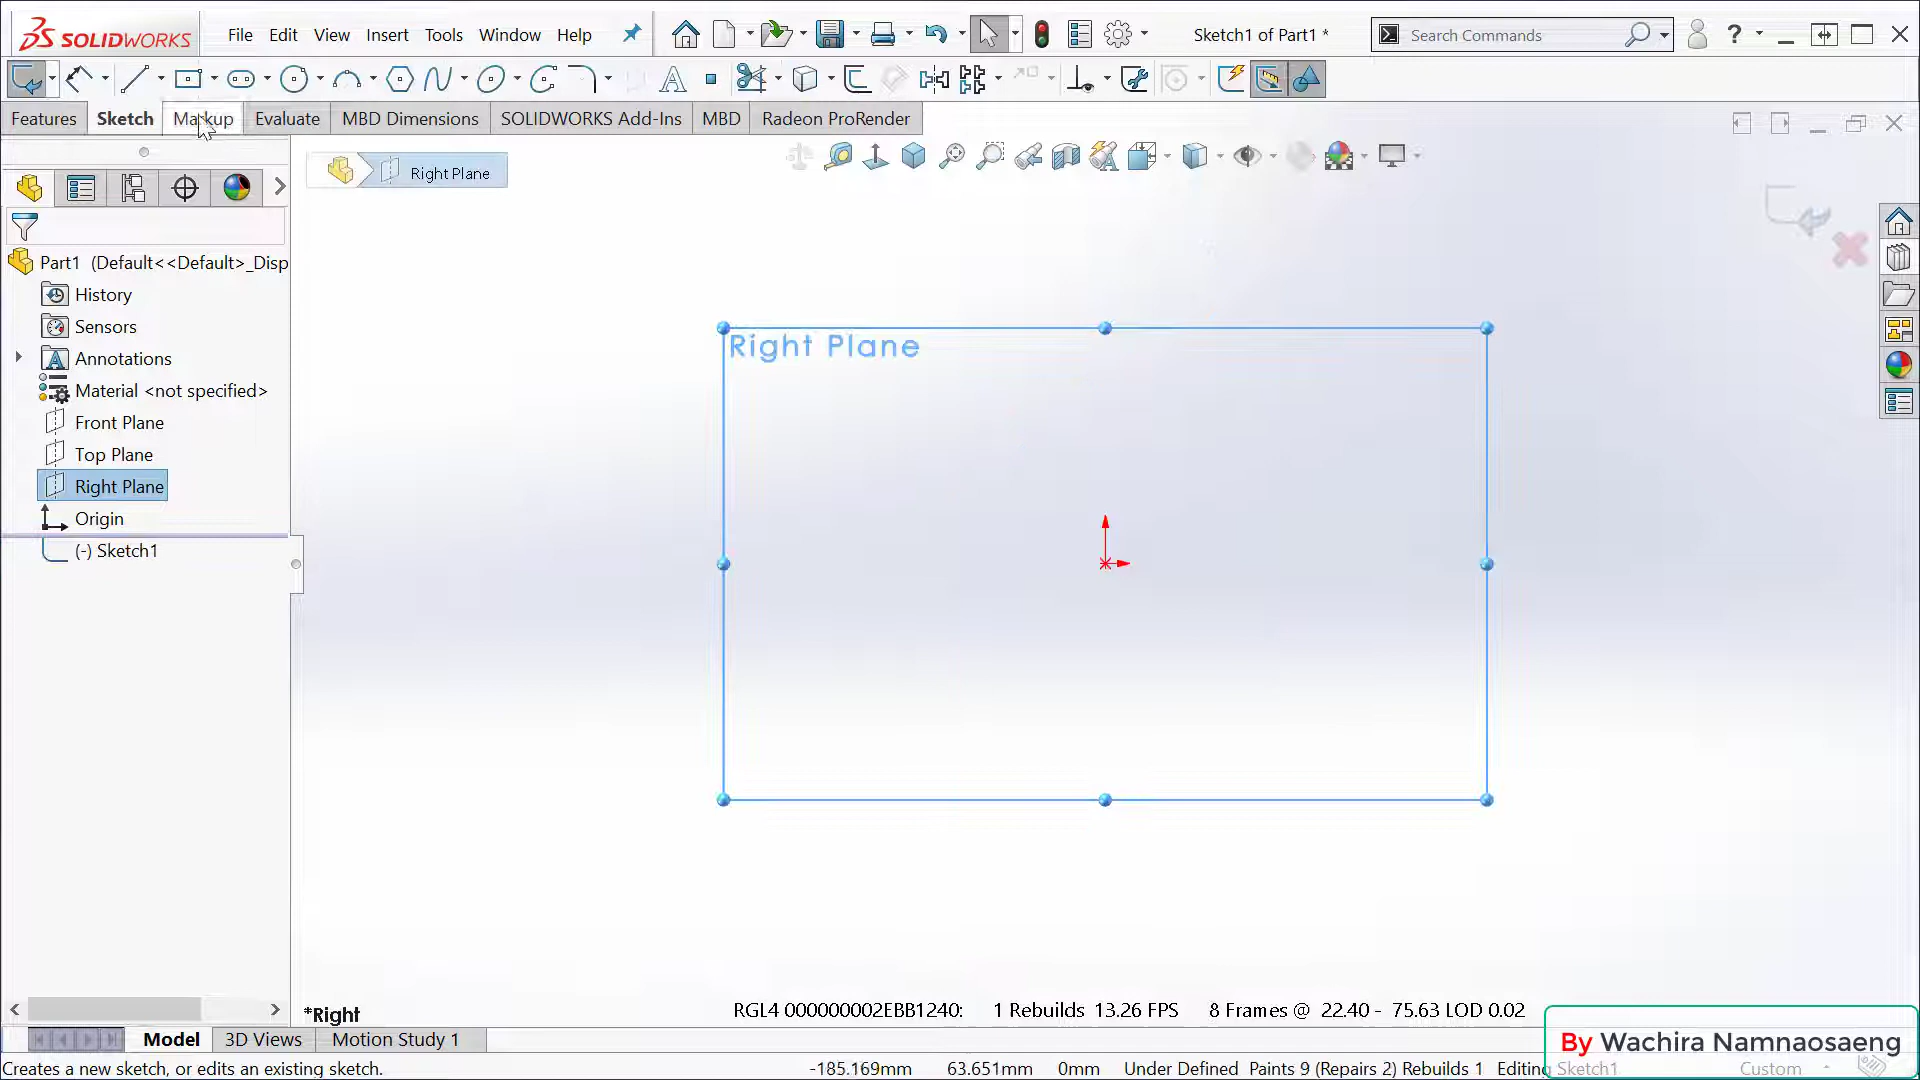 SOLIDWORKS
File Edit View Insert Tools Window Help
Sketch1 of Part1 *
Search Commands
Features Sketch Markup Evaluate MBD Dimensions SOLIDWORKS Add-Ins MBD Radeon ProRender
Right Plane
Part1 (Default<<Default>_Disp
History
Sensors
Annotations
Material <not specified>
Front Plane
Top Plane
Right Plane
Origin
(-) Sketch1
Right Plane
*Right
RGL4 000000002EBB1240: 1 Rebuilds 13.26 FPS 8 Frames @ 22.40 - 75.63 LOD 0.02
By Wachira Namnaosaeng
Model 3D Views Motion Study 1
Creates a new sketch, or edits an existing sketch.
-185.169mm 63.651mm 0mm Under Defined Paints 9 (Repairs 2) Rebuilds 1 Editing Sketch1 Custom